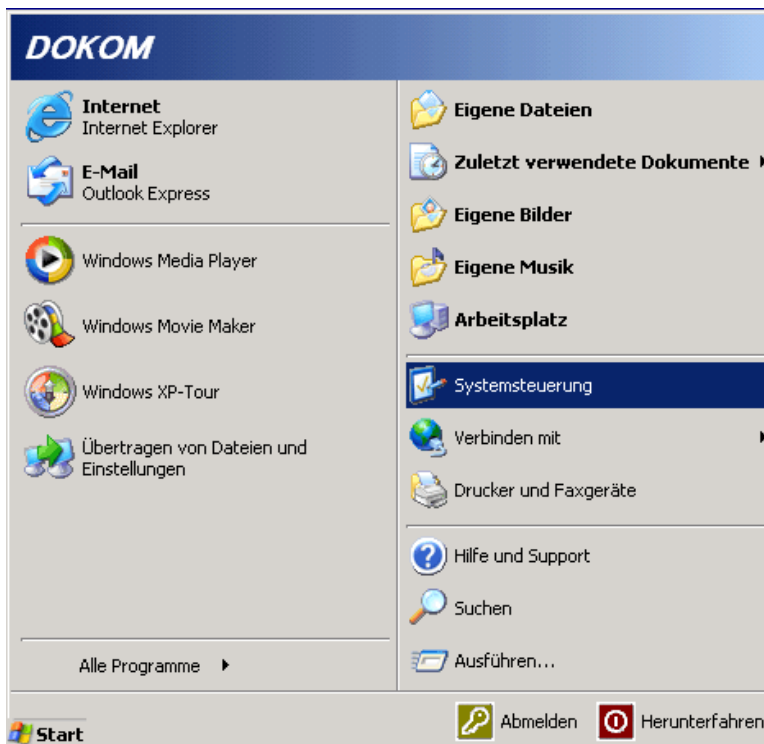 DOKOM
Internet
Internet Explorer
E-Mail
Outlook Express
Windows Media Player
Windows Movie Maker
Windows XP-Tour
Übertragen von Dateien und
Einstellungen
Alle Programme
Eigene Dateien
Zuletzt verwendete Dokumente
Eigene Bilder
Eigene Musik
Arbeitsplatz
Systemsteuerung
Verbinden mit
Drucker und Faxgeräte
Hilfe und Support
Suchen
Ausführen...
Abmelden
Herunterfahren
Start